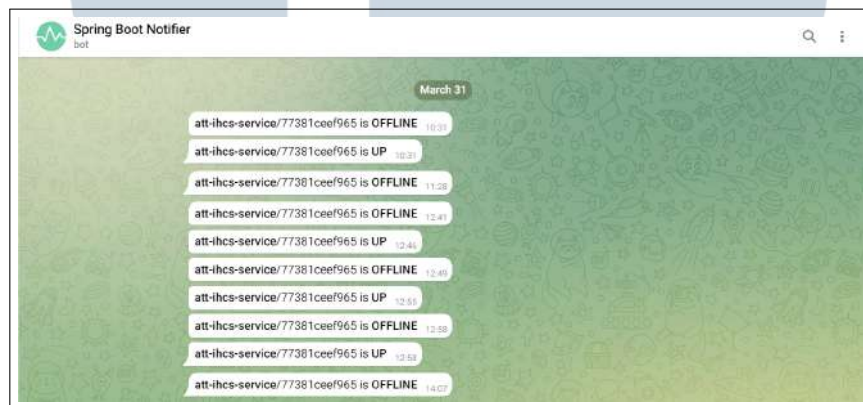 Spring Boot Notifier
bot
March 31
att-ihcs-service/77381ceef965 is OFFLINE 10:31
att-ihcs-service/77381ceef965 is UP 10:31
att-ihcs-service/77381ceef965 is OFFLINE 11:28
att-ihcs-service/77381ceef965 is OFFLINE 12:41
att-ihcs-service/77381ceef965 is UP 12:46
att-ihcs-service/77381ceef965 is OFFLINE 12:49
att-ihcs-service/77381ceef965 is UP 12:55
att-ihcs-service/77381ceef965 is OFFLINE 12:58
att-ihcs-service/77381ceef965 is UP 12:58
att-ihcs-service/77381ceef965 is OFFLINE 14:07